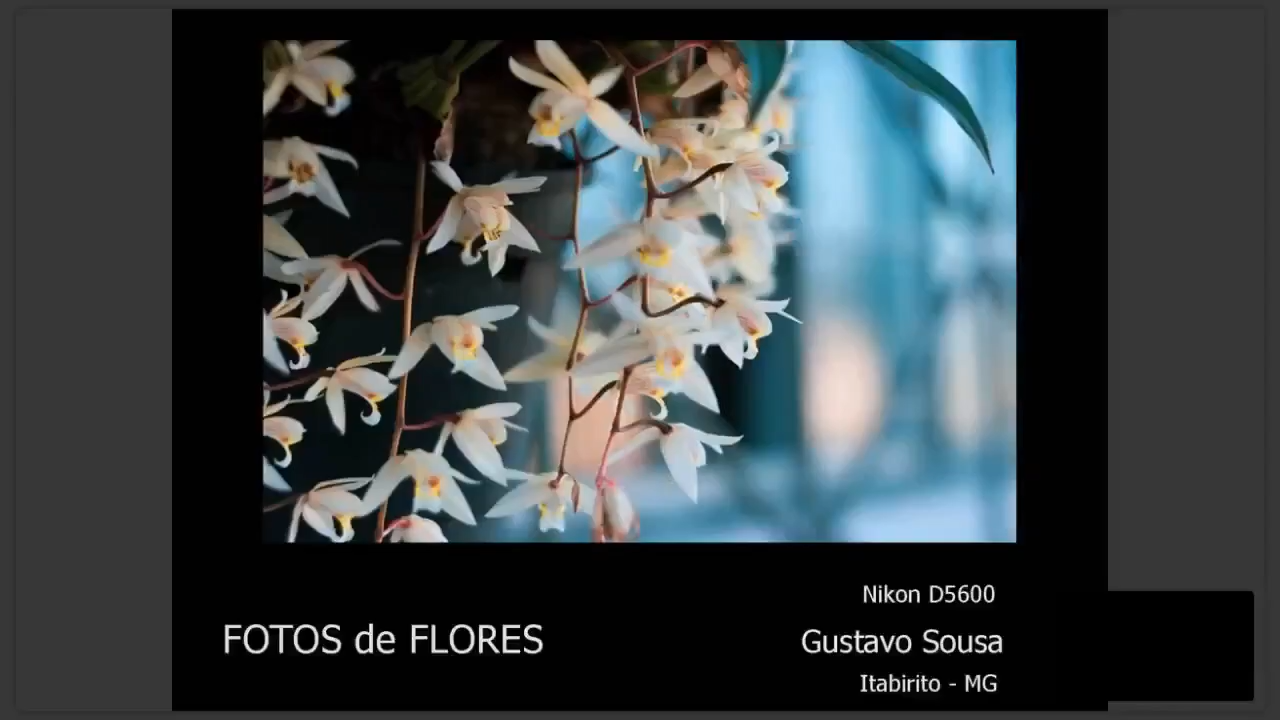 Nikon D5600
FOTOS de FLORES
Gustavo Sousa
Itabirito - MG